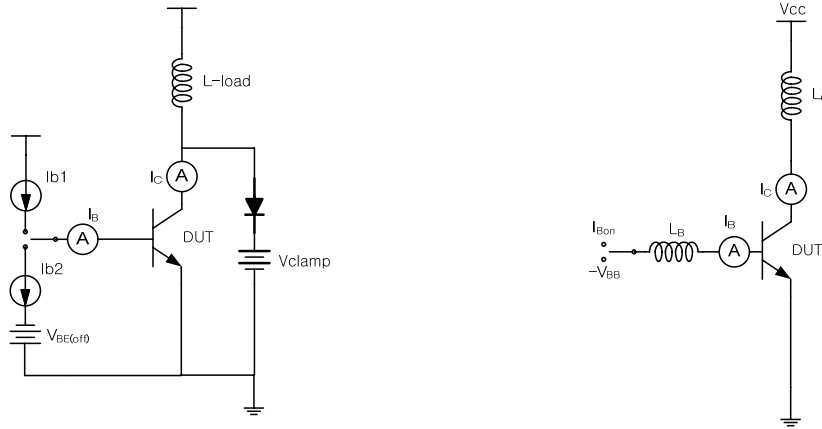 L-load
Ib1
IC
A
IB
A
DUT
Ib2
Vclamp
VBE(off)
Vcc
L
IC
A
IBon
LB
IB
A
DUT
-VBB